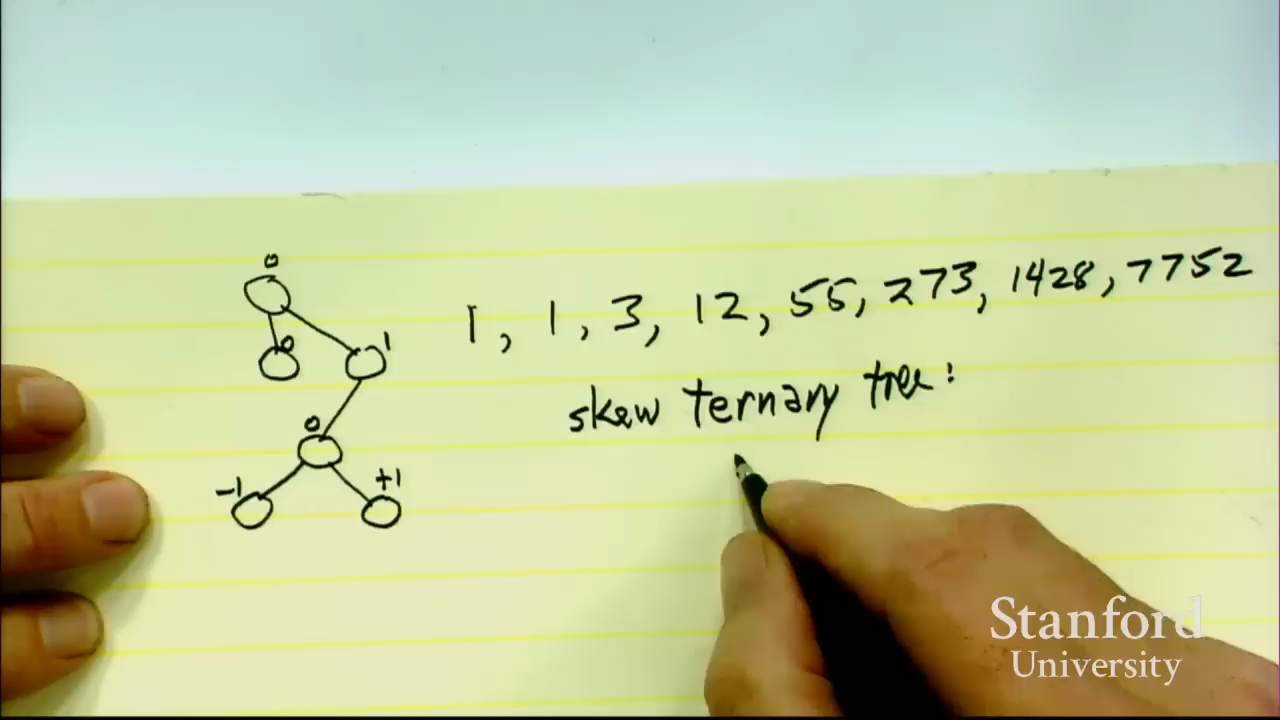 0
1, 1, 3, 12, 55, 273, 1428, 7752
0 1
skew ternary tree:
0
-1 +1
Stanford
University